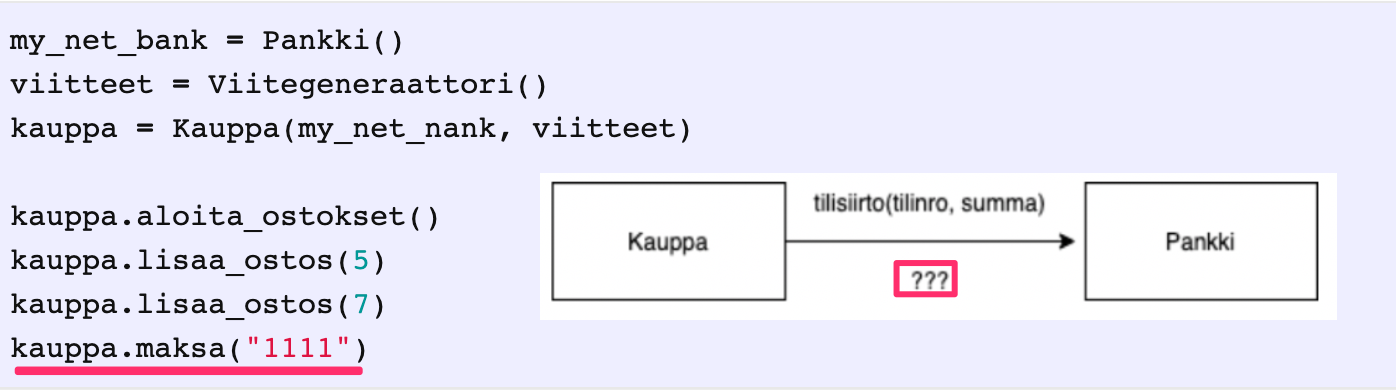 my_net_bank = Pankki()
viitteet = Viitegeneraattori()
kauppa = Kauppa(my_net_nank, viitteet)
kauppa.aloita_ostokset()
kauppa.lisaa_ostos(5)
kauppa.lisaa_ostos(7)
kauppa.maksa("1111")
Kauppa
tilisiirto(tilinro, summa)
???
Pankki